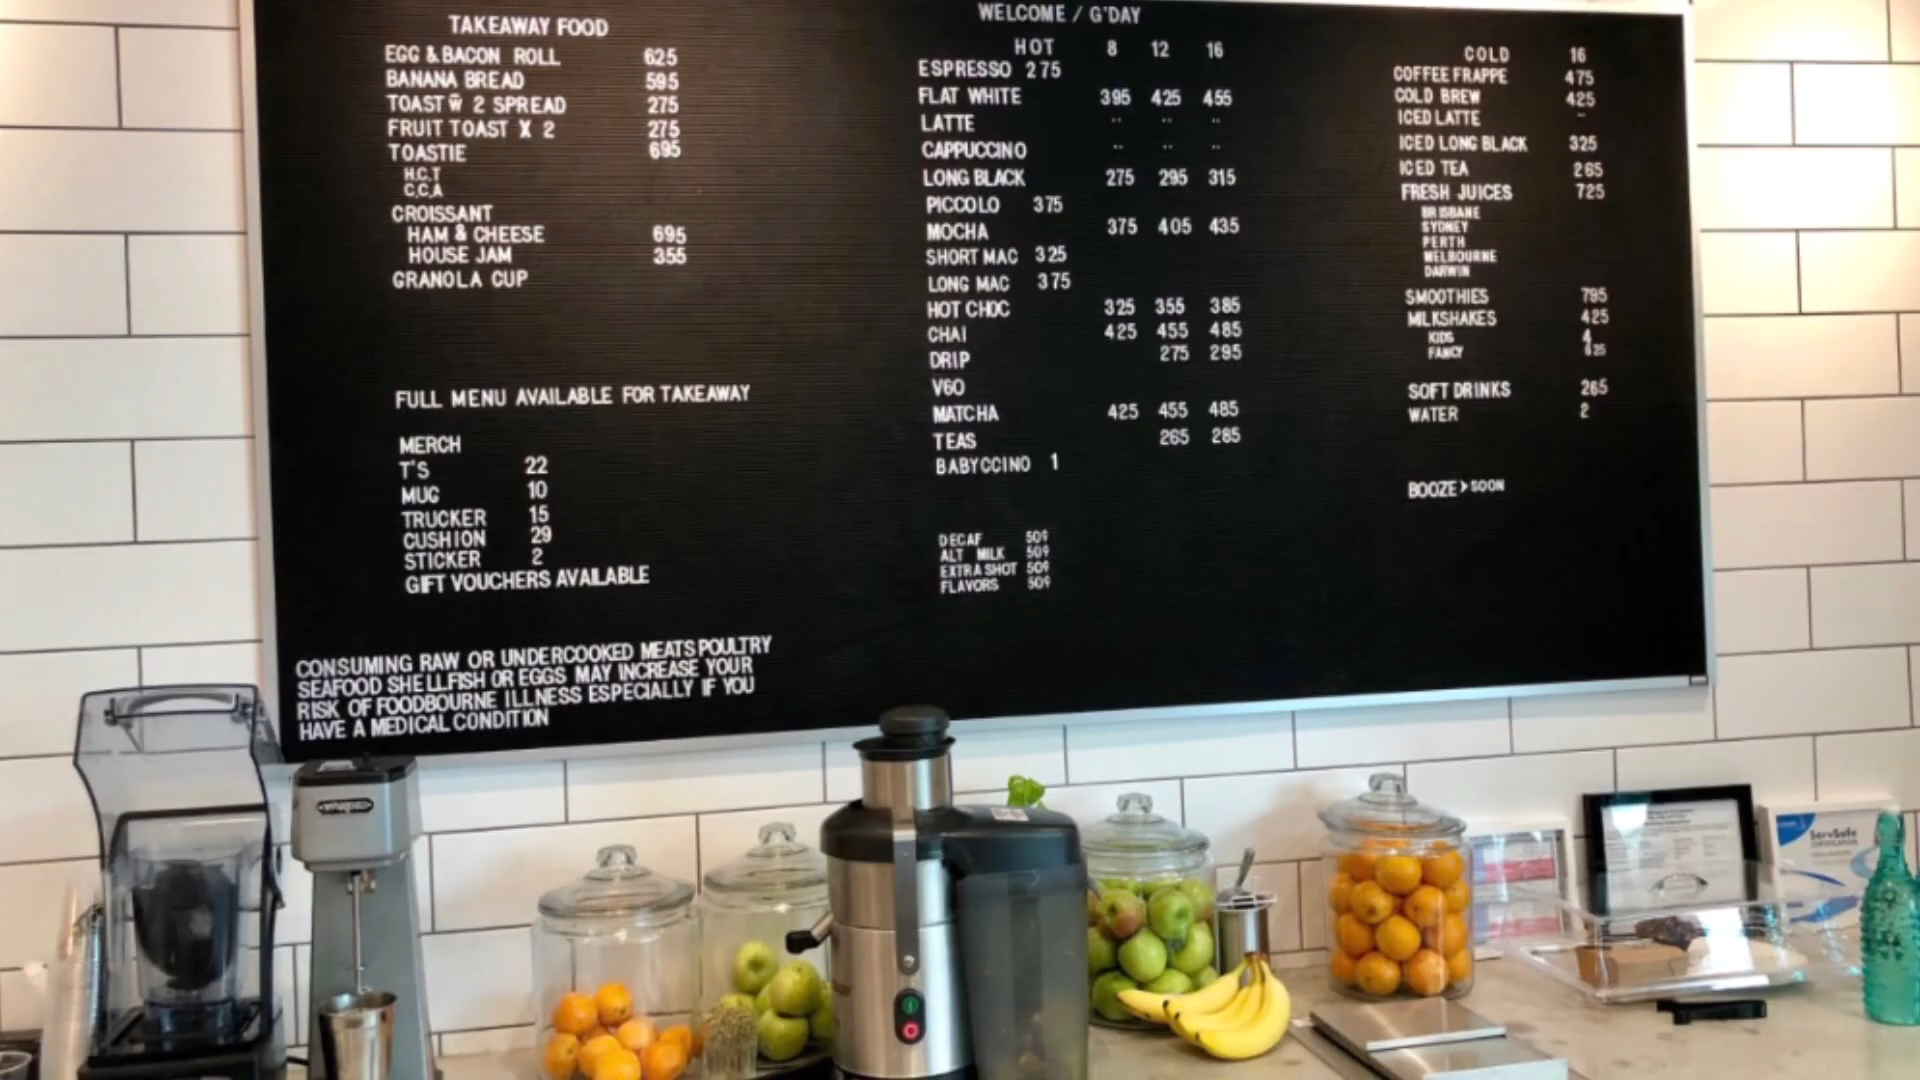 TAKEAWAY FOOD
EGG & BACON ROLL 625
BANANA BREAD 595
TOAST W 2 SPREAD 275
FRUIT TOAST X 2 275
TOASTIE 695
H.C.T
C.C.A
CROISSANT
HAM & CHEESE 695
HOUSE JAM 355
GRANOLA CUP
FULL MENU AVAILABLE FOR TAKEAWAY
MERCH
T'S 22
MUG 10
TRUCKER 15
CUSHION 29
STICKER 2
GIFT VOUCHERS AVAILABLE
CONSUMING RAW OR UNDERCOOKED MEATS POULTRY
SEAFOOD SHELLFISH OR EGGS MAY INCREASE YOUR
RISK OF FOODBOURNE ILLNESS ESPECIALLY IF YOU
HAVE A MEDICAL CONDITION
WELCOME / G'DAY
HOT 8 12 16
ESPRESSO 275
FLAT WHITE 395 425 455
LATTE " " "
CAPPUCCINO " " "
LONG BLACK 275 295 315
PICCOLO 375
MOCHA 375 405 435
SHORT MAC 325
LONG MAC 375
HOT CHOC 325 355 385
CHAI 425 455 485
DRIP 275 295
V60
MATCHA 425 455 485
TEAS 265 285
BABYCCINO 1
DECAF 50¢
ALT MILK 50¢
EXTRA SHOT 50¢
FLAVORS 50¢
COLD 16
COFFEE FRAPPE 475
COLD BREW 425
ICED LATTE "
ICED LONG BLACK 325
ICED TEA 265
FRESH JUICES 725
BRISBANE
SYDNEY
PERTH
MELBOURNE
DARWIN
SMOOTHIES 795
MILKSHAKES 425
KIDS 4
FANCY
SOFT DRINKS 265
WATER 2
BOOZE > SOON
ServSafe
CERTIFICATION